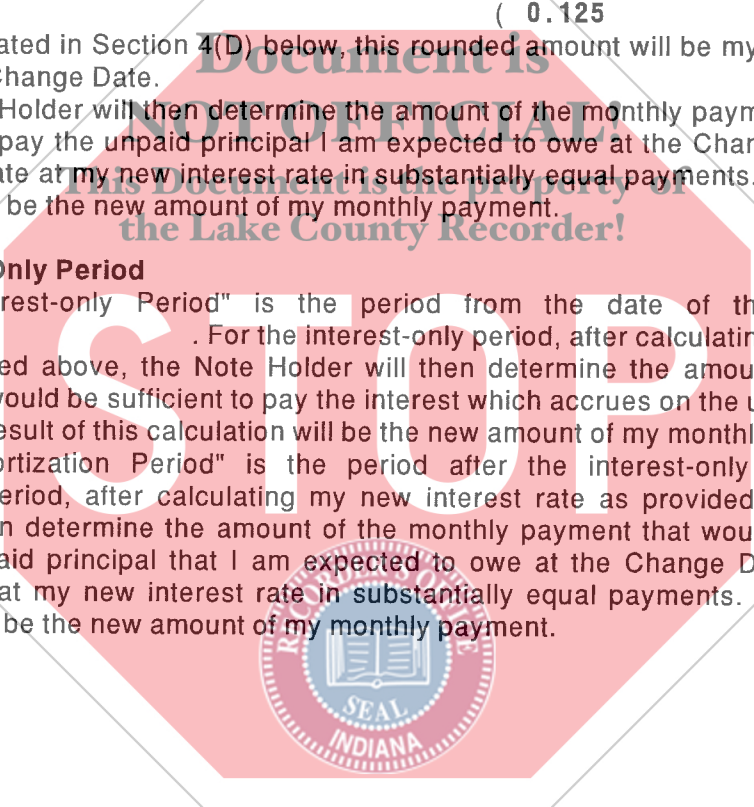 ( 0.125
ated in Section 4(D) below, this rounded amount will be my
Change Date.
Holder will then determine the amount of the monthly paym
pay the unpaid principal I am expected to owe at the Chan
ate at my new interest rate in substantially equal payments.
be the new amount of my monthly payment.
Document is
NOT OFFICIAL!
This Document is the property of
the Lake County Recorder!
Only Period
rest-only Period" is the period from the date of th
. For the interest-only period, after calculatin
ed above, the Note Holder will then determine the amou
would be sufficient to pay the interest which accrues on the u
esult of this calculation will be the new amount of my monthl
ortization Period" is the period after the interest-only
eriod, after calculating my new interest rate as provided
n determine the amount of the monthly payment that wou
aid principal that I am expected to owe at the Change D
at my new interest rate in substantially equal payments.
be the new amount of my monthly payment.
STOP
RECORDER'S OFFICE
SEAL
INDIANA